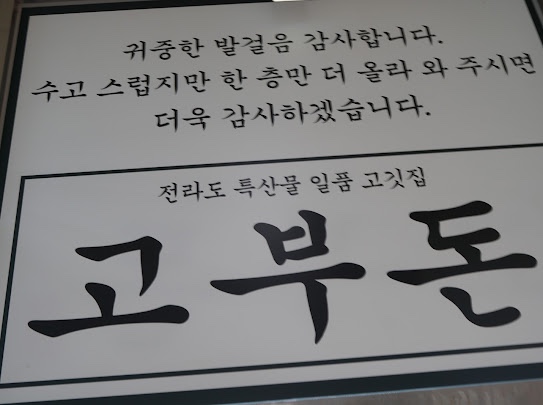 귀중한 발걸음 감사합니다.
수고 스럽지만 한 층만 더 올라 와 주시면
더욱 감사하겠습니다.
전라도 특산물 일품 고깃집
고부돈